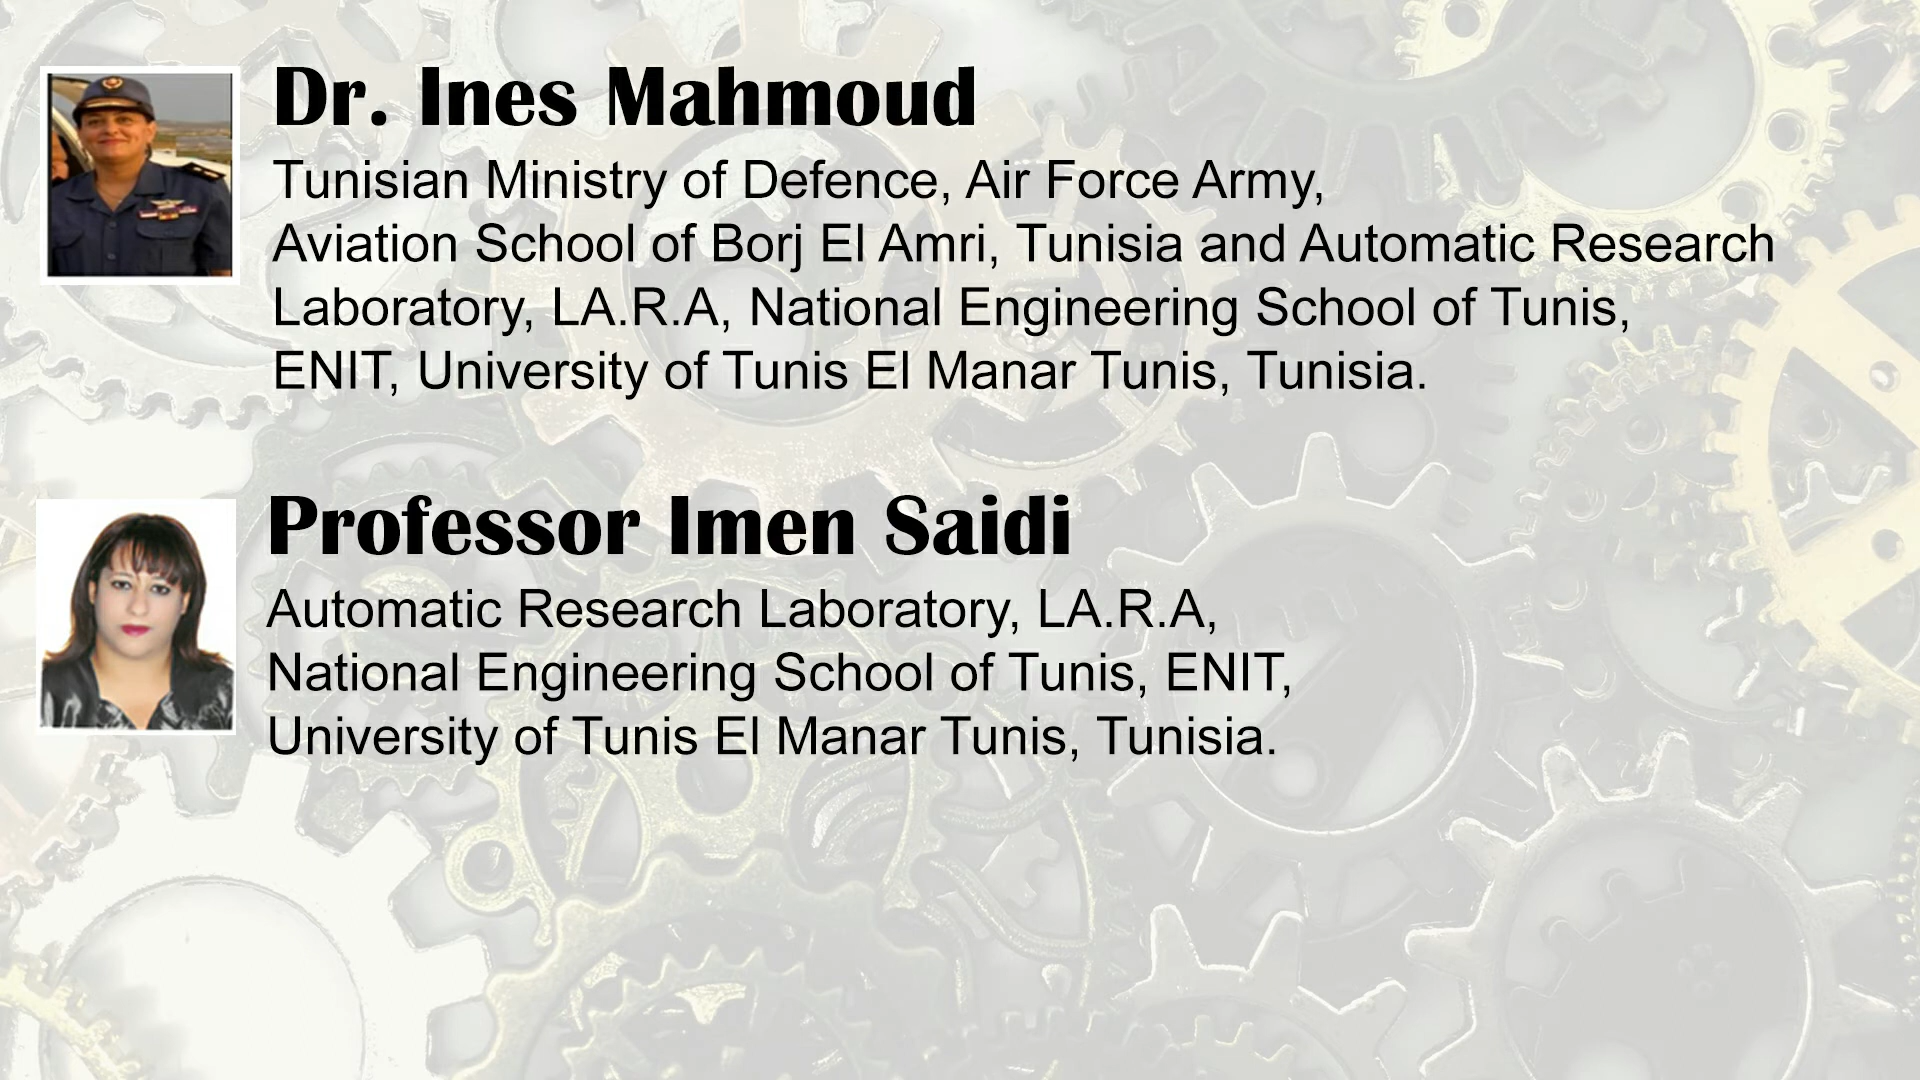 Dr. Ines Mahmoud
Tunisian Ministry of Defence, Air Force Army,
Aviation School of Borj El Amri, Tunisia and Automatic Research
Laboratory, LA.R.A, National Engineering School of Tunis,
ENIT, University of Tunis El Manar Tunis, Tunisia.
Professor Imen Saidi
Automatic Research Laboratory, LA.R.A,
National Engineering School of Tunis, ENIT,
University of Tunis El Manar Tunis, Tunisia.